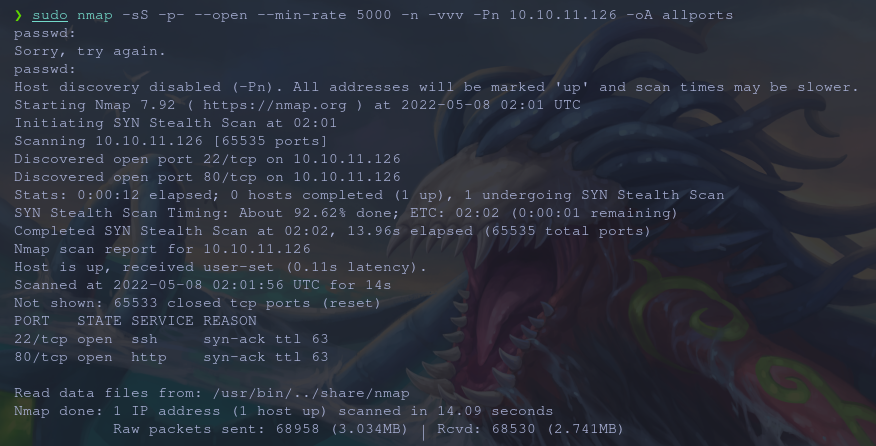 ❯ sudo nmap -sS -p- --open --min-rate 5000 -n -vvv -Pn 10.10.11.126 -oA allports
passwd:
Sorry, try again.
passwd:
Host discovery disabled (-Pn). All addresses will be marked 'up' and scan times may be slower.
Starting Nmap 7.92 ( https://nmap.org ) at 2022-05-08 02:01 UTC
Initiating SYN Stealth Scan at 02:01
Scanning 10.10.11.126 [65535 ports]
Discovered open port 22/tcp on 10.10.11.126
Discovered open port 80/tcp on 10.10.11.126
Stats: 0:00:12 elapsed; 0 hosts completed (1 up), 1 undergoing SYN Stealth Scan
SYN Stealth Scan Timing: About 92.62% done; ETC: 02:02 (0:00:01 remaining)
Completed SYN Stealth Scan at 02:02, 13.96s elapsed (65535 total ports)
Nmap scan report for 10.10.11.126
Host is up, received user-set (0.11s latency).
Scanned at 2022-05-08 02:01:56 UTC for 14s
Not shown: 65533 closed tcp ports (reset)
PORT   STATE SERVICE REASON
22/tcp open  ssh     syn-ack ttl 63
80/tcp open  http    syn-ack ttl 63
Read data files from: /usr/bin/../share/nmap
Nmap done: 1 IP address (1 host up) scanned in 14.09 seconds
           Raw packets sent: 68958 (3.034MB) | Rcvd: 68530 (2.741MB)